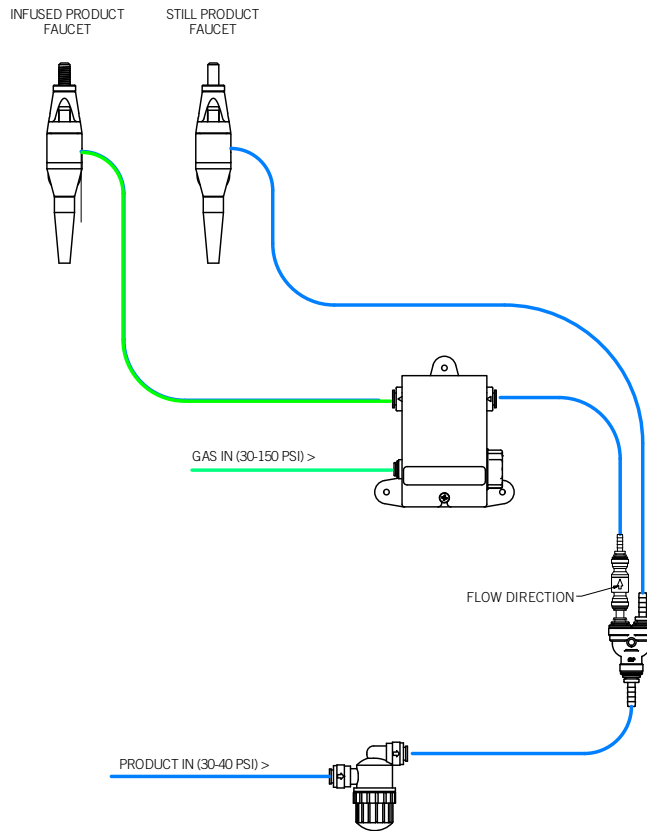 INFUSED PRODUCT
FAUCET
STILL PRODUCT
FAUCET
GAS IN (30-150 PSI) >
FLOW DIRECTION
PRODUCT IN (30-40 PSI) >